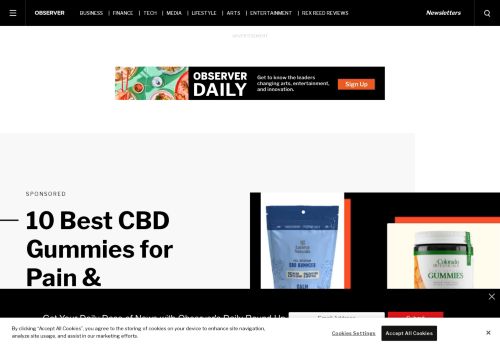 OBSERVER
BUSINESS | FINANCE | TECH | MEDIA | LIFESTYLE | ARTS | ENTERTAINMENT | REX REED REVIEWS
Newsletters
ADVERTISEMENT
OBSERVER
DAILY
Get to know the leaders
changing arts, entertainment,
and innovation.
Sign Up
SPONSORED
10 Best CBD
Gummies for
Pain &
CBD GUMMIES
CALM
Colorado
BOTANICALS
GUMMIES
Get Your Daily Dose of News with Observer's Daily Round Up
Email Address
Submit
By clicking “Accept All Cookies”, you agree to the storing of cookies on your device to enhance site navigation,
analyze site usage, and assist in our marketing efforts.
Cookies Settings
Accept All Cookies